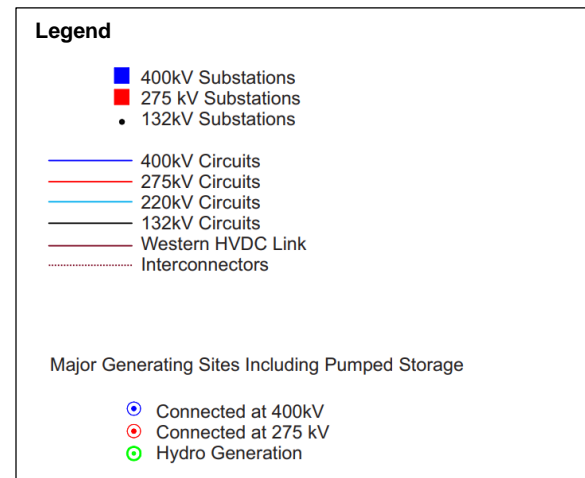 Legend
400kV Substations
275 kV Substations
132kV Substations
400kV Circuits
275kV Circuits
220kV Circuits
132kV Circuits
Western HVDC Link
Interconnectors
Major Generating Sites Including Pumped Storage
Connected at 400kV
Connected at 275 kV
Hydro Generation